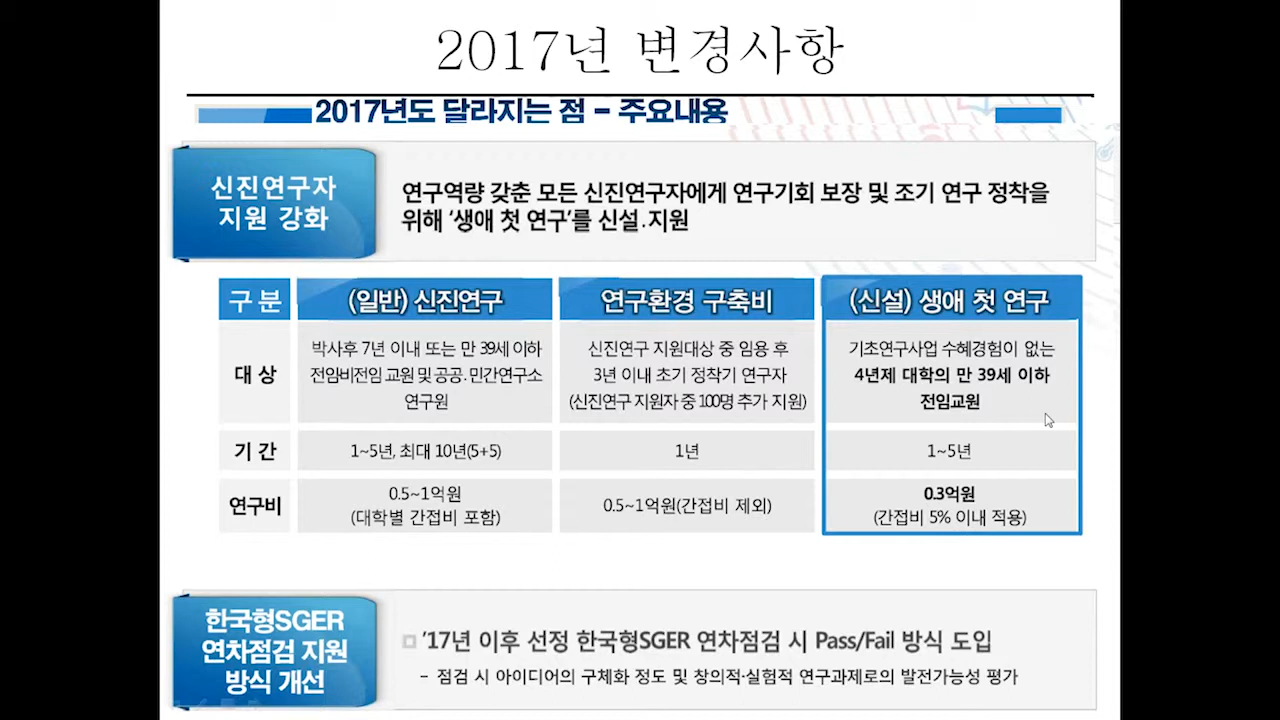 2017년 변경사항
2017년도 달라지는 점 - 주요내용
신진연구자
지원 강화
연구역량 갖춘 모든 신진연구자에게 연구기회 보장 및 조기 연구 정착을
위해 ‘생애 첫 연구’를 신설·지원
구 분
(일반) 신진연구
연구환경 구축비
(신설) 생애 첫 연구
대 상
박사후 7년 이내 또는 만 39세 이하
전임비전임 교원 및 공공·민간연구소
연구원
신진연구 지원대상 중 임용 후
3년 이내 초기 정착기 연구자
(신진연구 지원자 중 100명 추가 지원)
기초연구사업 수혜경험이 없는
4년제 대학의 만 39세 이하
전임교원
기 간
1~5년, 최대 10년(5+5)
1년
1~5년
연구비
0.5~1억원
(대학별 간접비 포함)
0.5~1억원(간접비 제외)
0.3억원
(간접비 5% 이내 적용)
한국형SGER
연차점검 지원
방식 개선
’17년 이후 선정 한국형SGER 연차점검 시 Pass/Fail 방식 도입
- 점검 시 아이디어의 구체화 정도 및 창의적·실험적 연구과제로의 발전가능성 평가